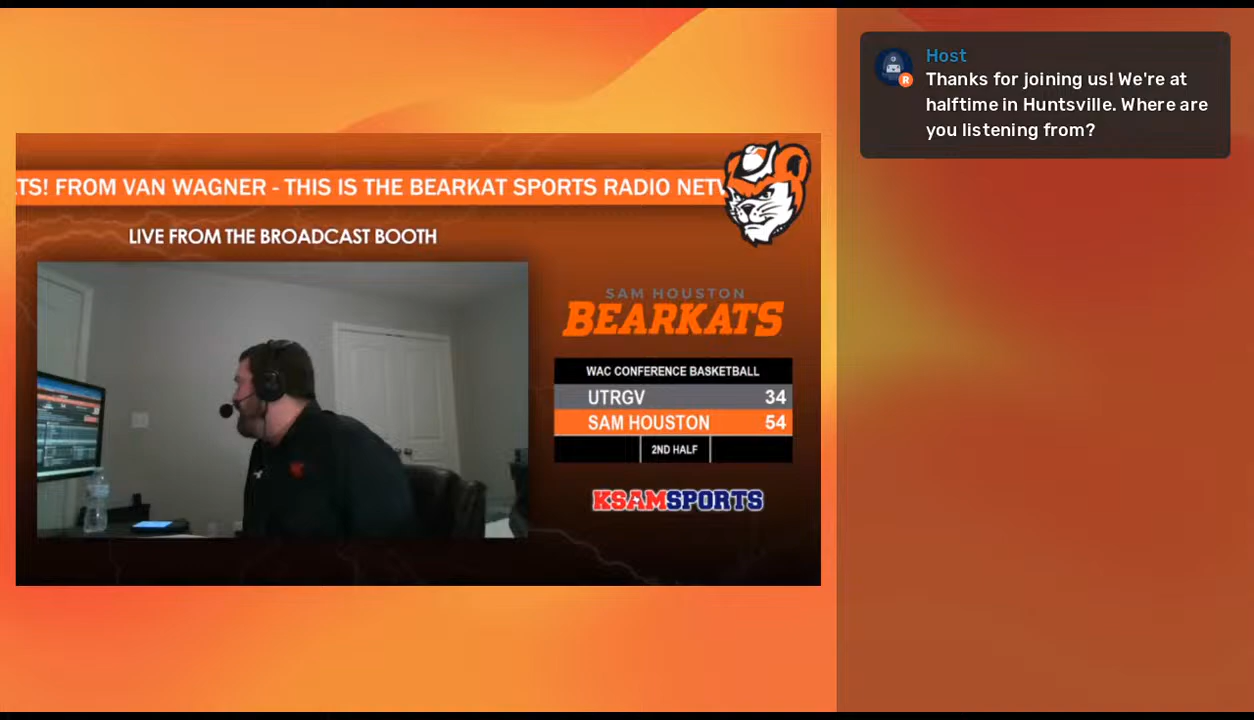 Host
Thanks for joining us! We're at
halftime in Huntsville. Where are
you listening from?
TS! FROM VAN WAGNER - THIS IS THE BEARKAT SPORTS RADIO NETW
LIVE FROM THE BROADCAST BOOTH
SAM HOUSTON
BEARKATS
WAC CONFERENCE BASKETBALL
UTRGV 34
SAM HOUSTON 54
2ND HALF
KSAMSPORTS